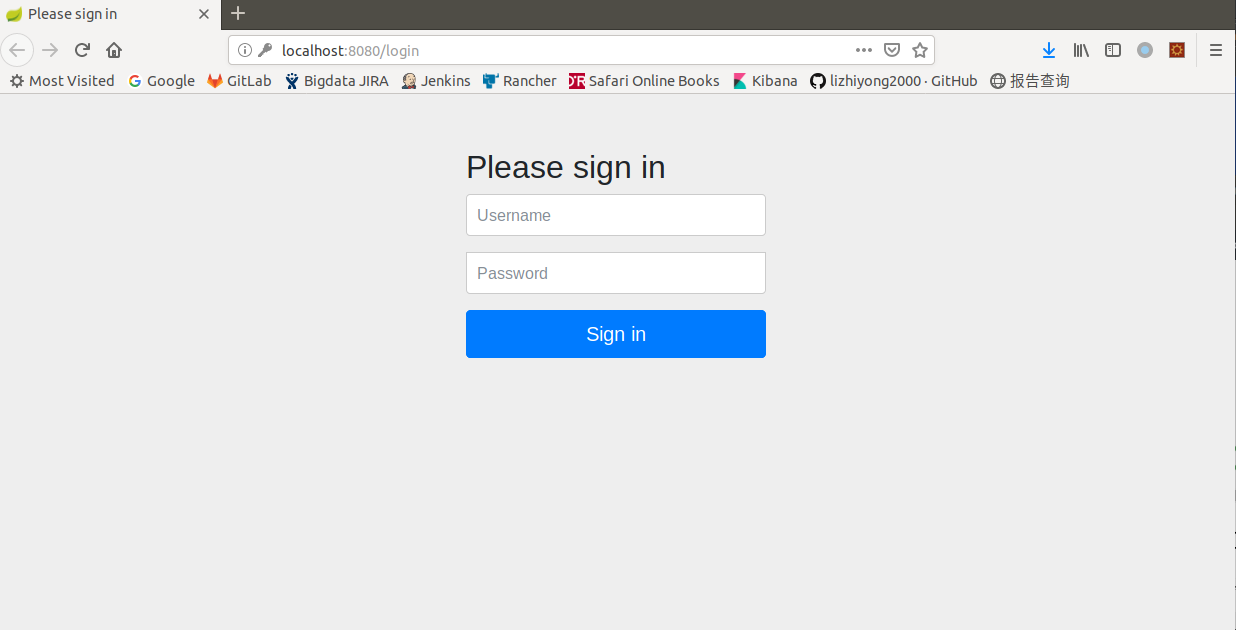 Please sign in
localhost:8080/login
Most Visited Google GitLab Bigdata JIRA Jenkins Rancher Safari Online Books Kibana lizhiyong2000 · GitHub 报告查询
Please sign in
Username
Password
Sign in